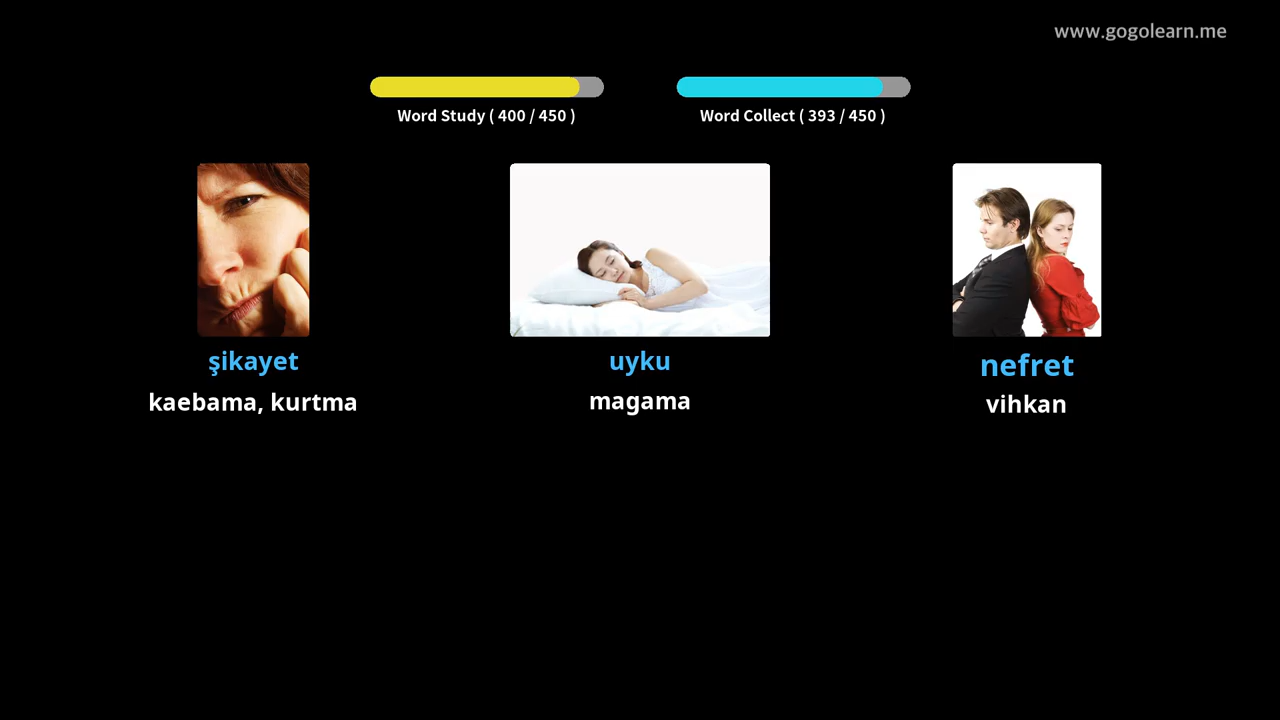 www.gogolearn.me
Word Study ( 400 / 450 )
Word Collect ( 393 / 450 )
şikayet
kaebama, kurtma
uyku
magama
nefret
vihkan